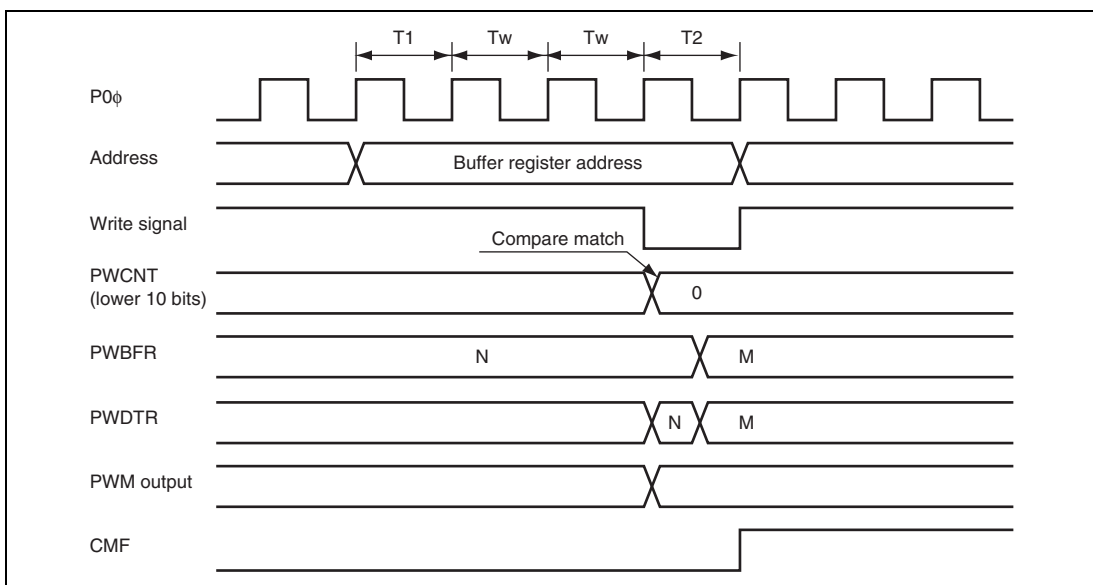 T1 Tw Tw T2
P0ϕ
Address
Buffer register address
Write signal
Compare match
PWCNT
(lower 10 bits)
0
PWBFR
N M
PWDTR
N M
PWM output
CMF